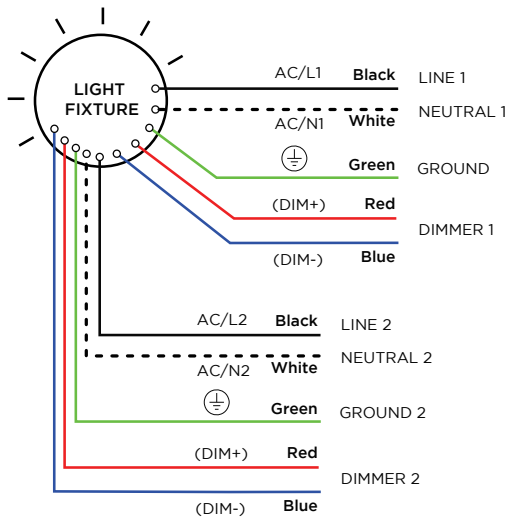 LIGHT
FIXTURE
AC/L1 Black LINE 1
AC/N1 White NEUTRAL 1
Green GROUND
(DIM+) Red
DIMMER 1
(DIM-) Blue
AC/L2 Black LINE 2
AC/N2 White NEUTRAL 2
Green GROUND 2
(DIM+) Red
DIMMER 2
(DIM-) Blue